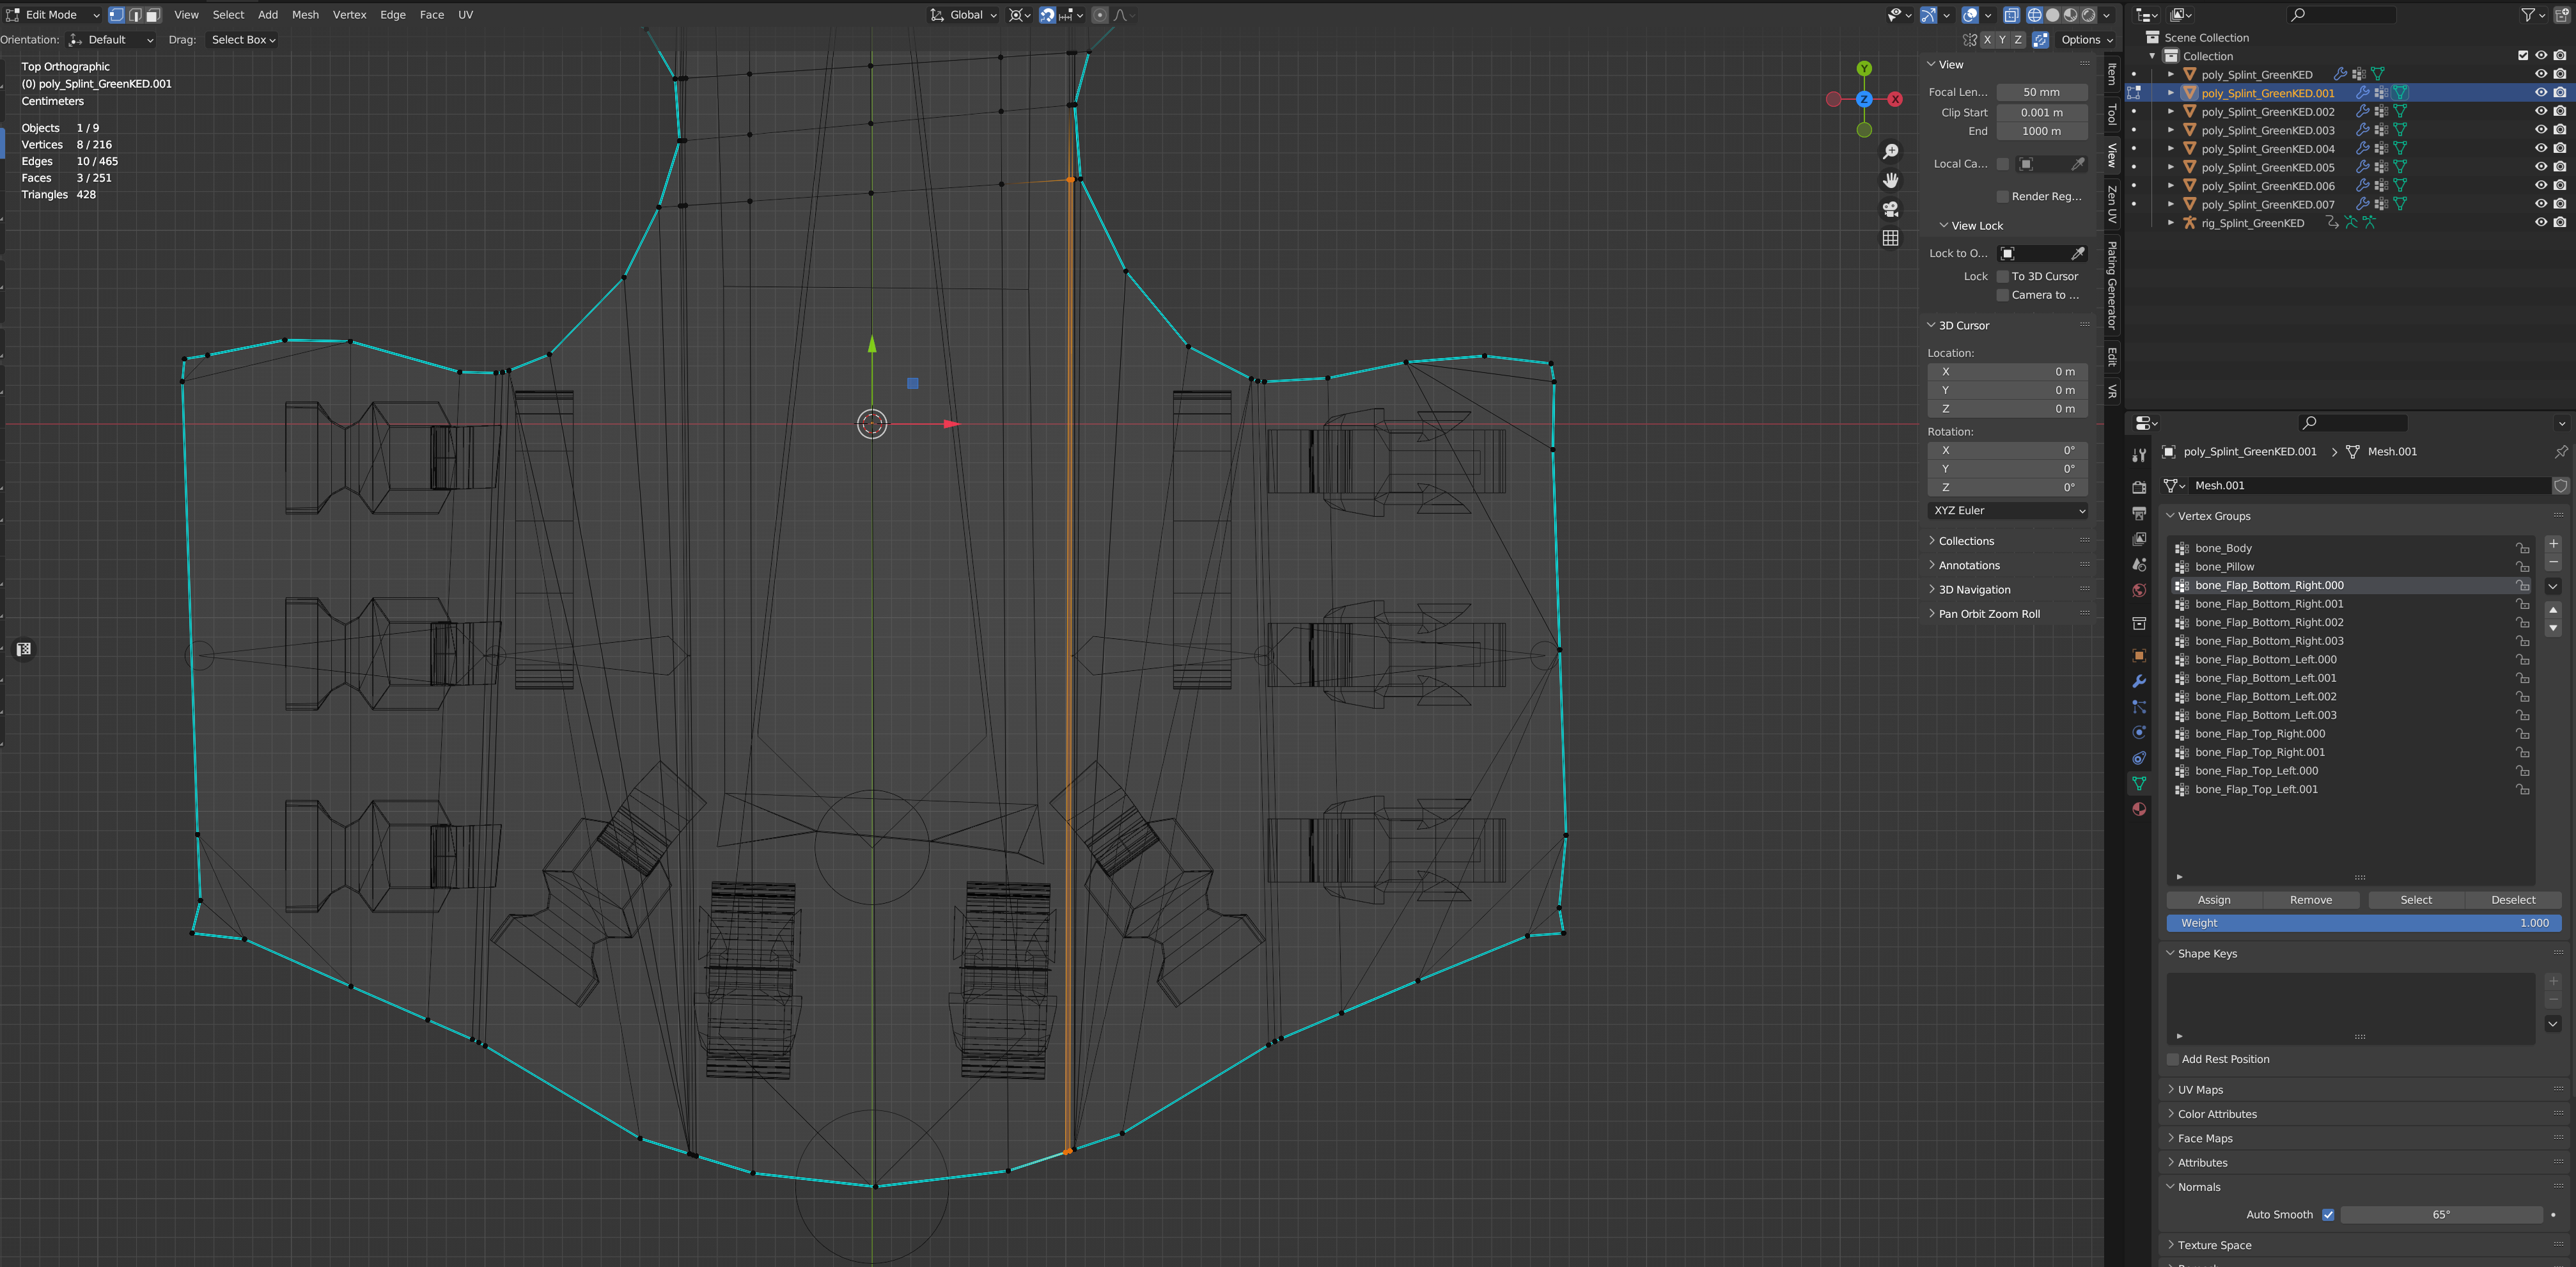 Edit Mode View Select Add Mesh Vertex Edge Face UV Global
Orientation: Default Drag: Select Box X Y Z Options
Top Orthographic
(0) poly_Splint_GreenKED.001
Centimeters
Objects 1 / 9
Vertices 8 / 216
Edges 10 / 465
Faces 3 / 251
Triangles 428
Y
Z
X
View
Focal Len... 50 mm
Clip Start 0.001 m
End 1000 m
Local Ca...
Render Reg...
View Lock
Lock to O...
Lock To 3D Cursor
Camera to ...
3D Cursor
Location:
X 0 m
Y 0 m
Z 0 m
Rotation:
X 0°
Y 0°
Z 0°
XYZ Euler
Collections
Annotations
3D Navigation
Pan Orbit Zoom Roll
Item
Tool
View
Zen UV
Plating Generator
Edit
VR
Scene Collection
Collection
poly_Splint_GreenKED
poly_Splint_GreenKED.001
poly_Splint_GreenKED.002
poly_Splint_GreenKED.003
poly_Splint_GreenKED.004
poly_Splint_GreenKED.005
poly_Splint_GreenKED.006
poly_Splint_GreenKED.007
rig_Splint_GreenKED
poly_Splint_GreenKED.001 > Mesh.001
Mesh.001
Vertex Groups
bone_Body
bone_Pillow
bone_Flap_Bottom_Right.000
bone_Flap_Bottom_Right.001
bone_Flap_Bottom_Right.002
bone_Flap_Bottom_Right.003
bone_Flap_Bottom_Left.000
bone_Flap_Bottom_Left.001
bone_Flap_Bottom_Left.002
bone_Flap_Bottom_Left.003
bone_Flap_Top_Right.000
bone_Flap_Top_Right.001
bone_Flap_Top_Left.000
bone_Flap_Top_Left.001
Assign Remove Select Deselect
Weight 1.000
Shape Keys
Add Rest Position
UV Maps
Color Attributes
Face Maps
Attributes
Normals
Auto Smooth 65°
Texture Space